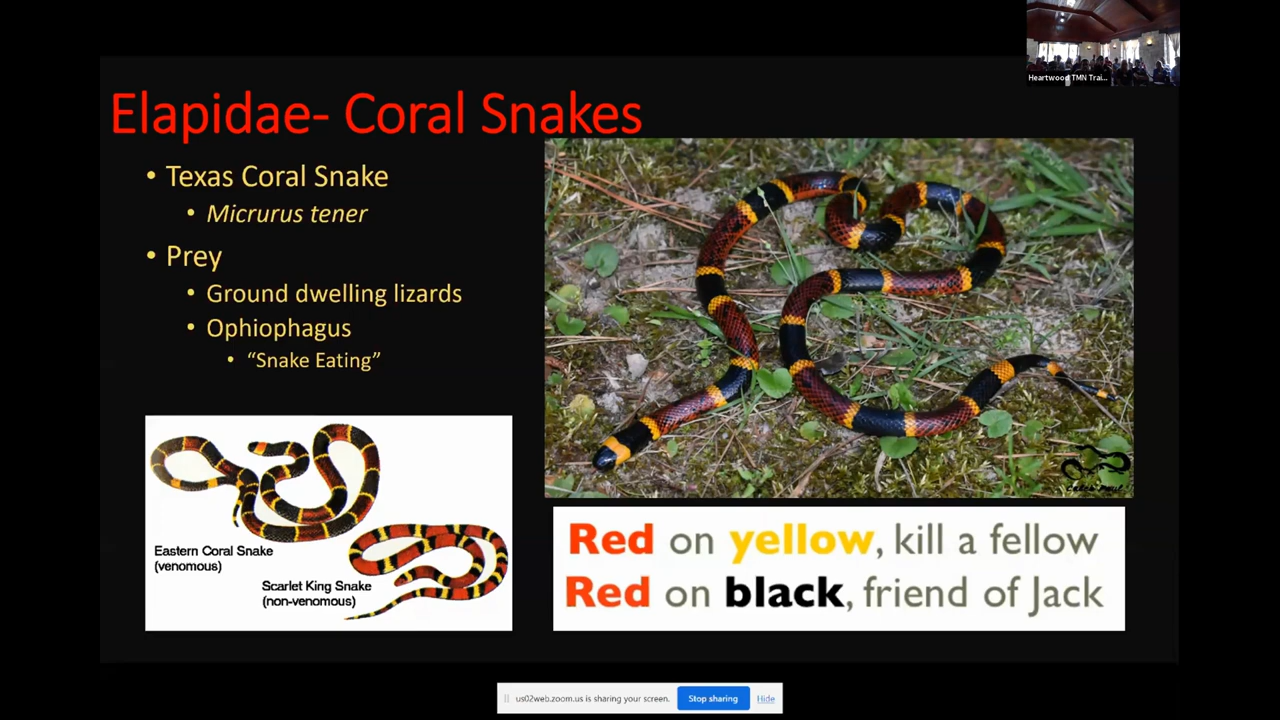 Heartwood TMN Trai...
Elapidae- Coral Snakes
• Texas Coral Snake
• Micrurus tener
• Prey
• Ground dwelling lizards
• Ophiophagus
• “Snake Eating”
Eastern Coral Snake
(venomous)
Scarlet King Snake
(non-venomous)
Red on yellow, kill a fellow
Red on black, friend of Jack
us02web.zoom.us is sharing your screen.
Stop sharing
Hide